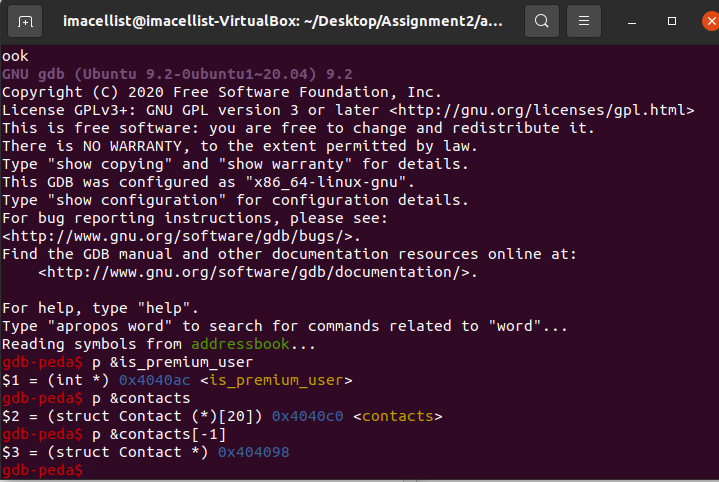 imacellist@imacellist-VirtualBox: ~/Desktop/Assignment2/a...
ook
GNU gdb (Ubuntu 9.2-0ubuntu1~20.04) 9.2
Copyright (C) 2020 Free Software Foundation, Inc.
License GPLv3+: GNU GPL version 3 or later <http://gnu.org/licenses/gpl.html>
This is free software: you are free to change and redistribute it.
There is NO WARRANTY, to the extent permitted by law.
Type "show copying" and "show warranty" for details.
This GDB was configured as "x86_64-linux-gnu".
Type "show configuration" for configuration details.
For bug reporting instructions, please see:
<http://www.gnu.org/software/gdb/bugs/>.
Find the GDB manual and other documentation resources online at:
    <http://www.gnu.org/software/gdb/documentation/>.

For help, type "help".
Type "apropos word" to search for commands related to "word"...
Reading symbols from addressbook...
gdb-peda$ p &is_premium_user
$1 = (int *) 0x4040ac <is_premium_user>
gdb-peda$ p &contacts
$2 = (struct Contact (*)[20]) 0x4040c0 <contacts>
gdb-peda$ p &contacts[-1]
$3 = (struct Contact *) 0x404098
gdb-peda$